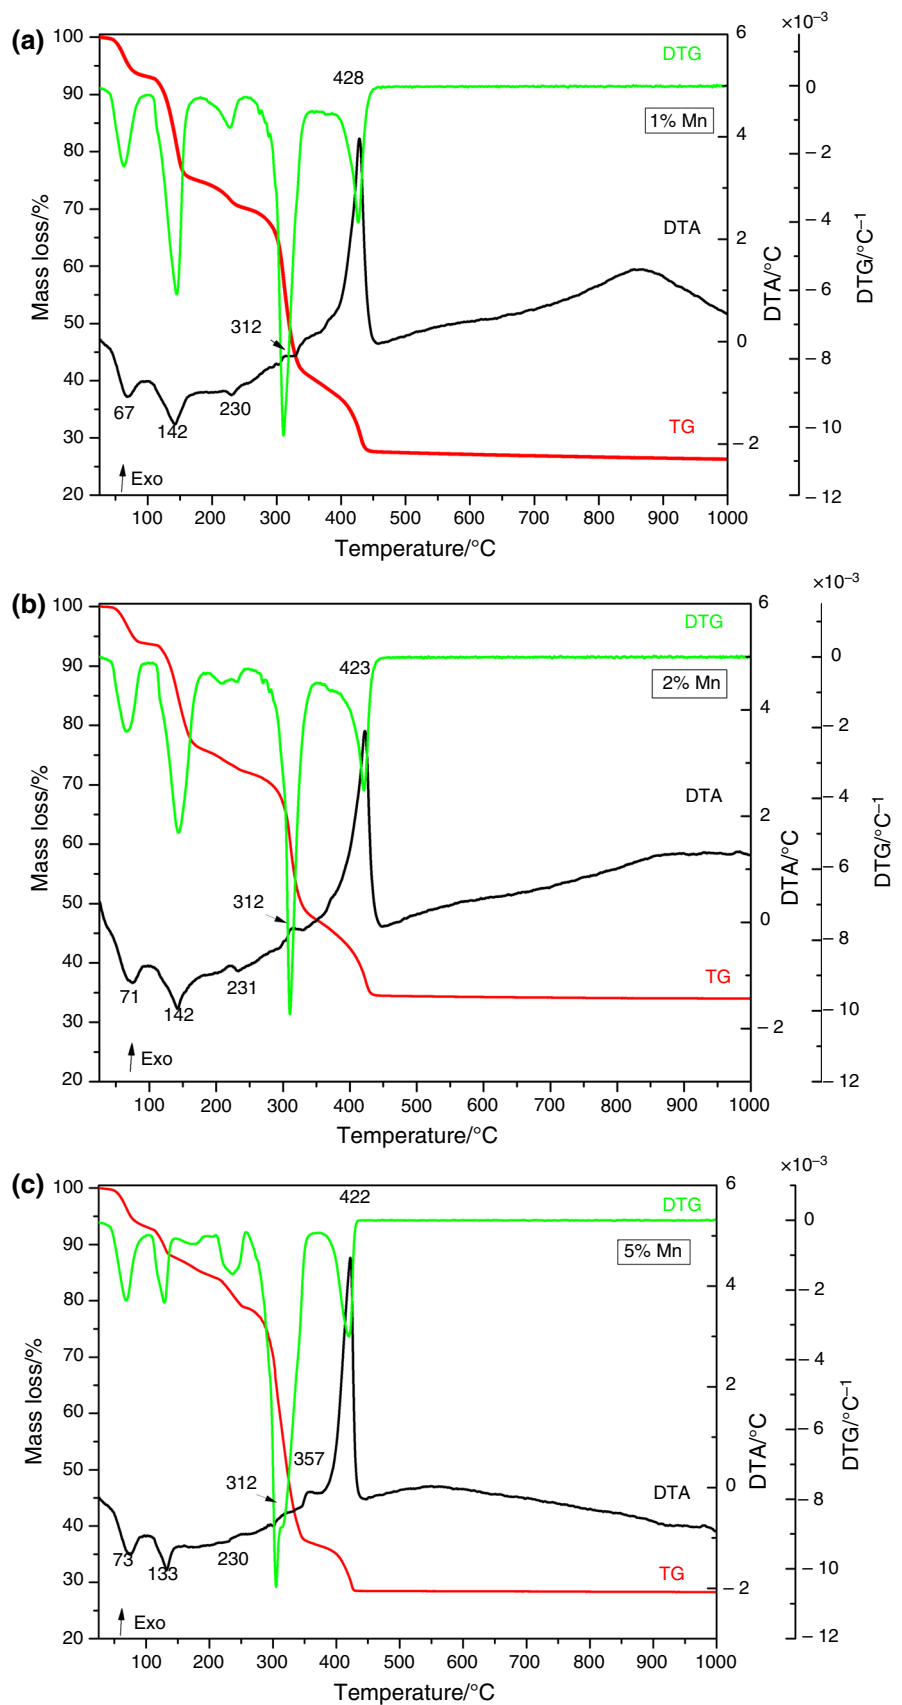 (a)
×10⁻³
100
90
80
70
60
50
40
30
20
Mass loss/%
6
4
2
0
−2
DTA/°C
0
−2
−4
−6
−8
−10
−12
DTG/°C⁻¹
DTG
428
1% Mn
DTA
312
67
142
230
TG
Exo
100 200 300 400 500 600 700 800 900 1000
Temperature/°C
(b)
×10⁻³
100
90
80
70
60
50
40
30
20
Mass loss/%
6
4
2
0
−2
DTA/°C
0
−2
−4
−6
−8
−10
−12
DTG/°C⁻¹
DTG
423
2% Mn
DTA
312
71
142
231
TG
Exo
100 200 300 400 500 600 700 800 900 1000
Temperature/°C
(c)
×10⁻³
100
90
80
70
60
50
40
30
20
Mass loss/%
6
4
2
0
−2
DTA/°C
0
−2
−4
−6
−8
−10
−12
DTG/°C⁻¹
422
DTG
5% Mn
357
312
DTA
73
133
230
TG
Exo
100 200 300 400 500 600 700 800 900 1000
Temperature/°C